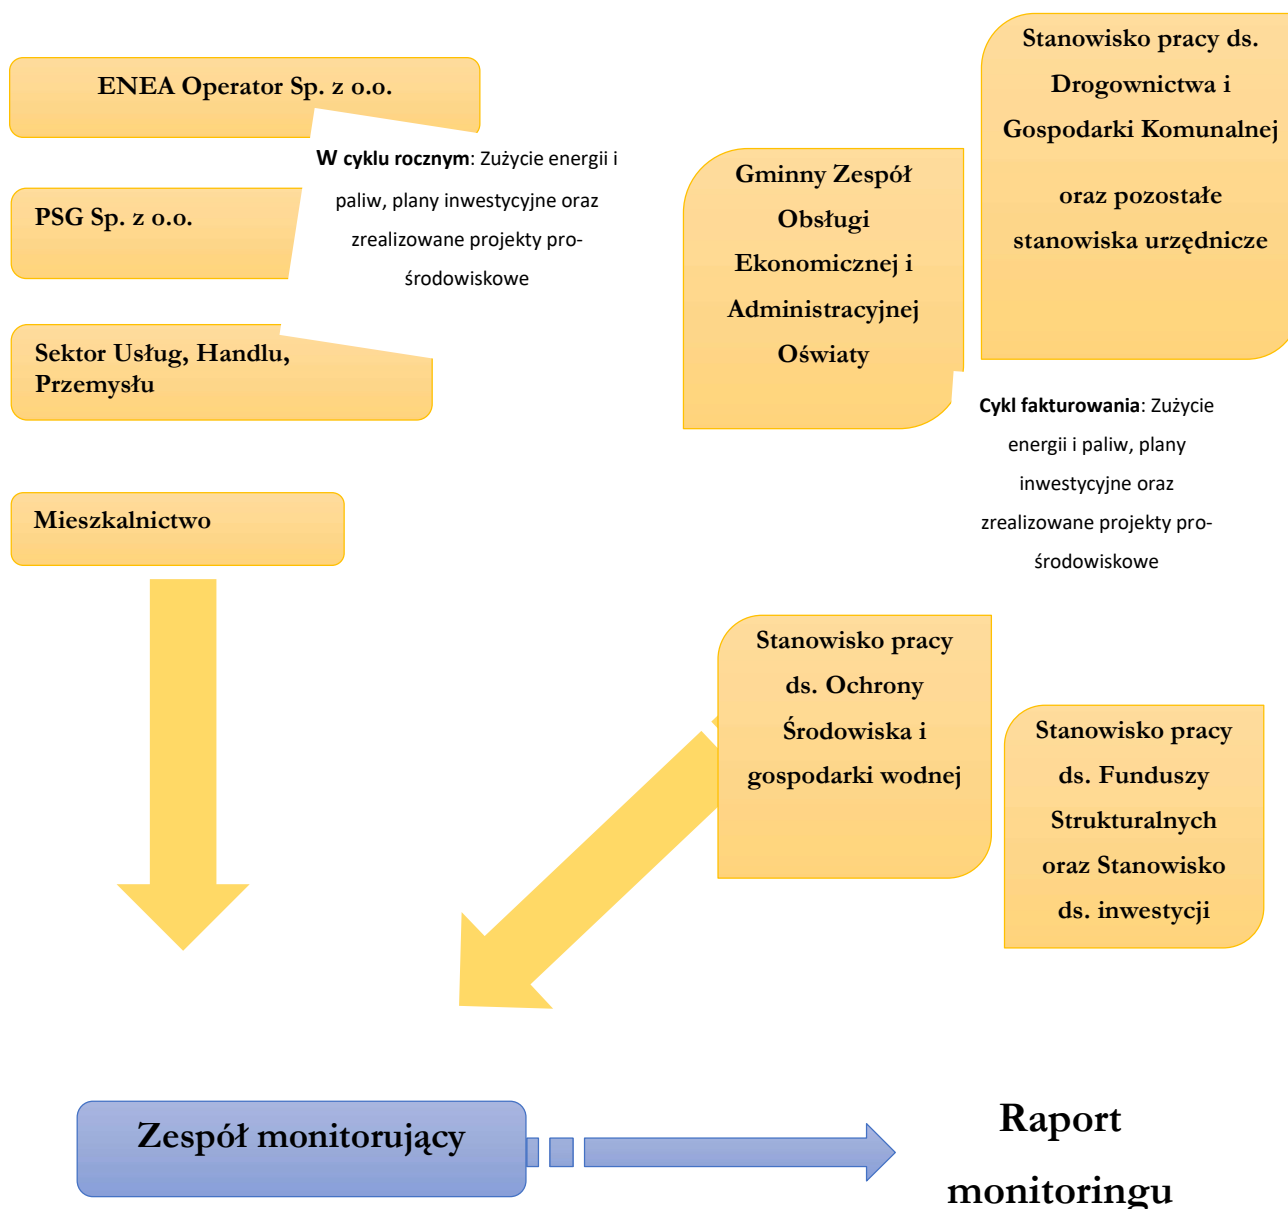 ENEA Operator Sp. z o.o.
W cyklu rocznym: Zużycie energii i
paliw, plany inwestycyjne oraz
zrealizowane projekty pro-
środowiskowe
PSG Sp. z o.o.
Sektor Usług, Handlu,
Przemysłu
Mieszkalnictwo
Gminny Zespół
Obsługi
Ekonomicznej i
Administracyjnej
Oświaty
Stanowisko pracy ds.
Drogownictwa i
Gospodarki Komunalnej
oraz pozostałe
stanowiska urzędnicze
Cykl fakturowania: Zużycie
energii i paliw, plany
inwestycyjne oraz
zrealizowane projekty pro-
środowiskowe
Stanowisko pracy
ds. Ochrony
Środowiska i
gospodarki wodnej
Stanowisko pracy
ds. Funduszy
Strukturalnych
oraz Stanowisko
ds. inwestycji
Zespół monitorujący
Raport
monitoringu